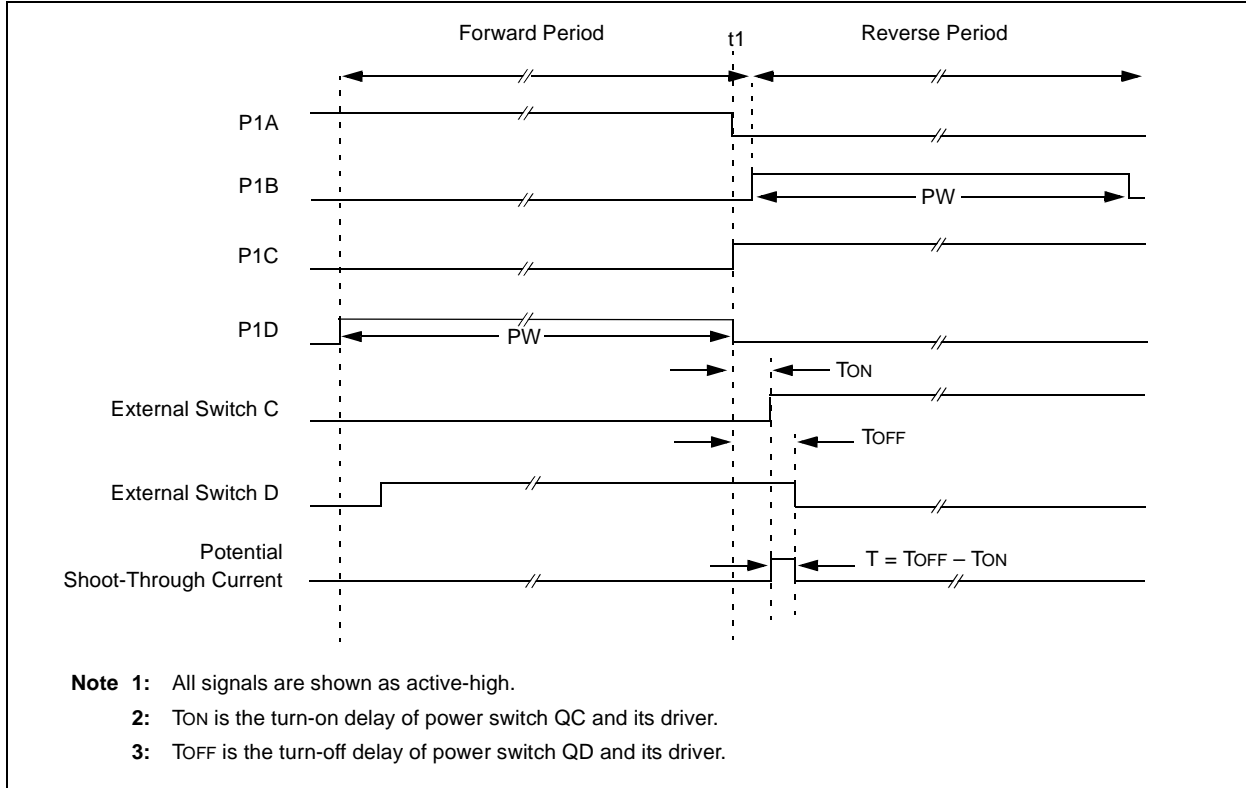 Forward Period
t1
Reverse Period
P1A
P1B
PW
P1C
P1D
PW
TON
External Switch C
TOFF
External Switch D
Potential
Shoot-Through Current
T = TOFF – TON
Note 1: All signals are shown as active-high.
2: TON is the turn-on delay of power switch QC and its driver.
3: TOFF is the turn-off delay of power switch QD and its driver.